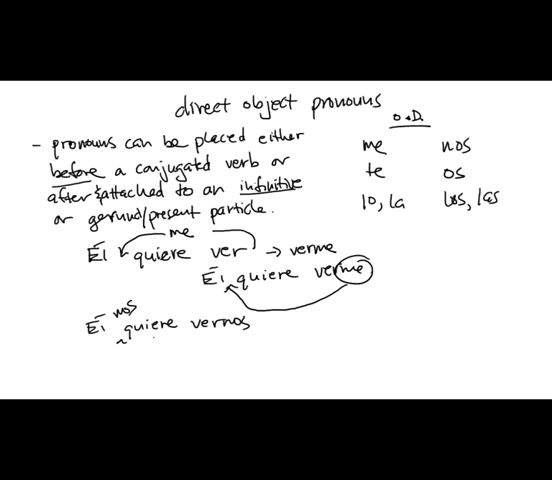 direct object pronouns
O.D.
- pronouns can be placed either
before a conjugated verb or
after & attached to an infinitive
or gerund/present particle.
me nos
te os
lo, la los, las
me
Él quiere ver → verme
Él quiere verme
nos
Él quiere vernos